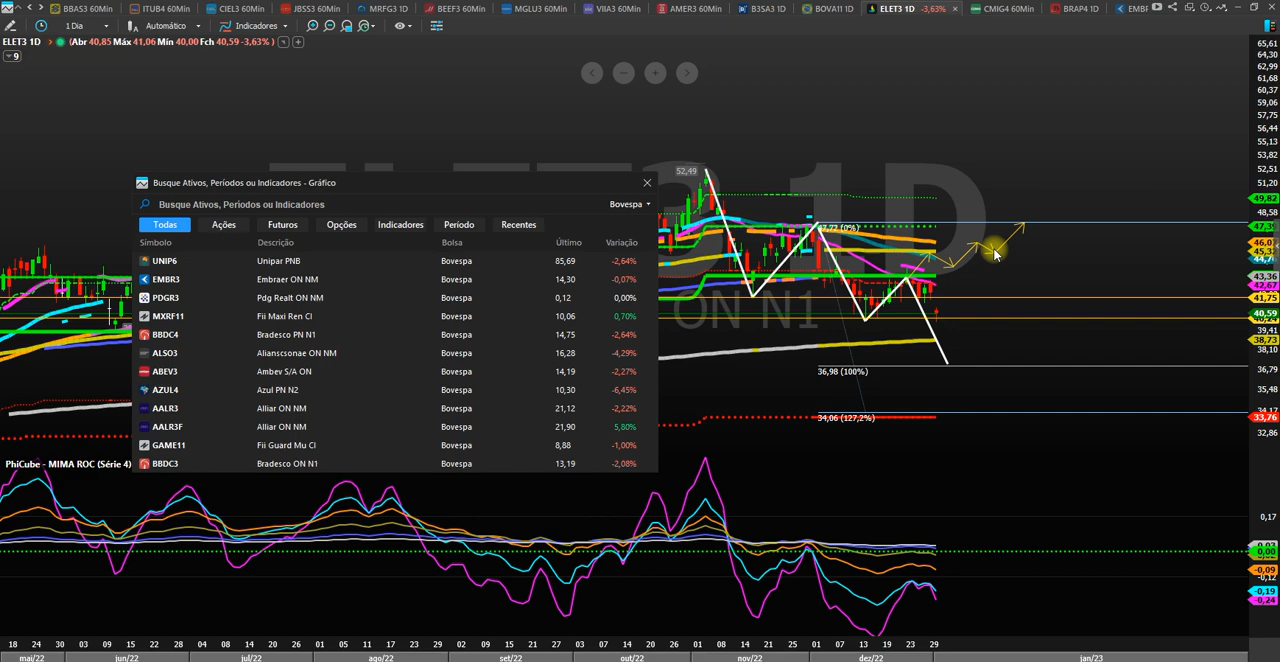 BBAS3 60Min ITUB4 60Min CIEL3 60Min JBSS3 60Min MRFG3 1D BEEF3 60Min MGLU3 60Min VIIA3 60Min AMER3 60Min B3SA3 1D BOVA11 1D ELET3 1D -3,63% CMIG4 60Min BRAP4 1D EMBF
1 Dia Automático Indicadores
ELET3 1D (Abr 40,85 Máx 41,06 Mín 40,00 Fch 40,59 -3,63% )
9
Busque Ativos, Períodos ou Indicadores - Gráfico
Busque Ativos, Períodos ou Indicadores Bovespa
Todas Ações Futuros Opções Indicadores Período Recentes
Símbolo Descrição Bolsa Último Variação
UNIP6 Unipar PNB Bovespa 85,69 -2,64%
EMBR3 Embraer ON NM Bovespa 14,30 -0,07%
PDGR3 Pdg Realt ON NM Bovespa 0,12 0,00%
MXRF11 Fii Maxi Ren CI Bovespa 10,06 0,70%
BBDC4 Bradesco PN N1 Bovespa 14,75 -2,64%
ALSO3 Aliansceonae ON NM Bovespa 16,28 -4,29%
ABEV3 Ambev S/A ON Bovespa 14,19 -2,27%
AZUL4 Azul PN N2 Bovespa 10,30 -6,45%
AALR3 Alliar ON NM Bovespa 21,12 -2,22%
AALR3F Alliar ON NM Bovespa 21,90 5,80%
GAME11 Fii Guard Mu CI Bovespa 8,88 -1,00%
BBDC3 Bradesco ON N1 Bovespa 13,19 -2,08%
3 1D
ON N1
52,49
47,72 (0%)
36,98 (100%)
34,06 (127,2%)
65,61
64,30
62,99
61,68
60,37
59,06
57,75
56,44
55,13
53,82
52,51
51,20
49,82
48,58
46,0
43,36
42,67
41,75
40,59
39,41
38,73
38,10
36,79
35,48
33,76
32,86
PhiCube - MIMA ROC (Série 4)
0,17
0,00
-0,09
-0,12
-0,19
-0,24
18 24 30 03 09 15 21 27 04 08 14 20 26 01 05 11 17 23 29 02 09 15 21 27 03 07 14 20 26 01 08 14 19 25 01 07 13 19 23 29
mai/22 jun/22 jul/22 ago/22 set/22 out/22 nov/22 dez/22 jan/23